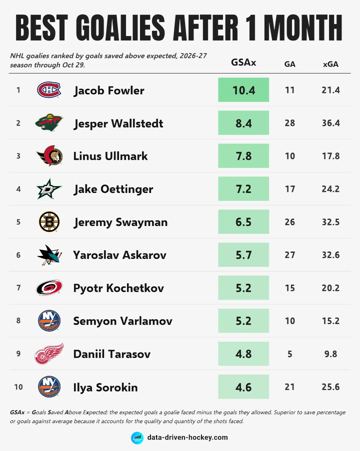 BEST GOALIES AFTER 1 MONTH
NHL goalies ranked by goals saved above expected, 2026-27
season through Oct 29.
GSAx GA xGA
1 Jacob Fowler 10.4 11 21.4
2 Jesper Wallstedt 8.4 28 36.4
3 Linus Ullmark 7.8 10 17.8
4 Jake Oettinger 7.2 17 24.2
5 Jeremy Swayman 6.5 26 32.5
6 Yaroslav Askarov 5.7 27 32.6
7 Pyotr Kochetkov 5.2 15 20.2
8 Semyon Varlamov 5.2 10 15.2
9 Daniil Tarasov 4.8 5 9.8
10 Ilya Sorokin 4.6 21 25.6
GSAx = Goals Saved Above Expected: the expected goals a goalie faced minus the goals they allowed. Superior to save percentage
or goals against average because it accounts for the quality and quantity of the shots faced.
data-driven-hockey.com